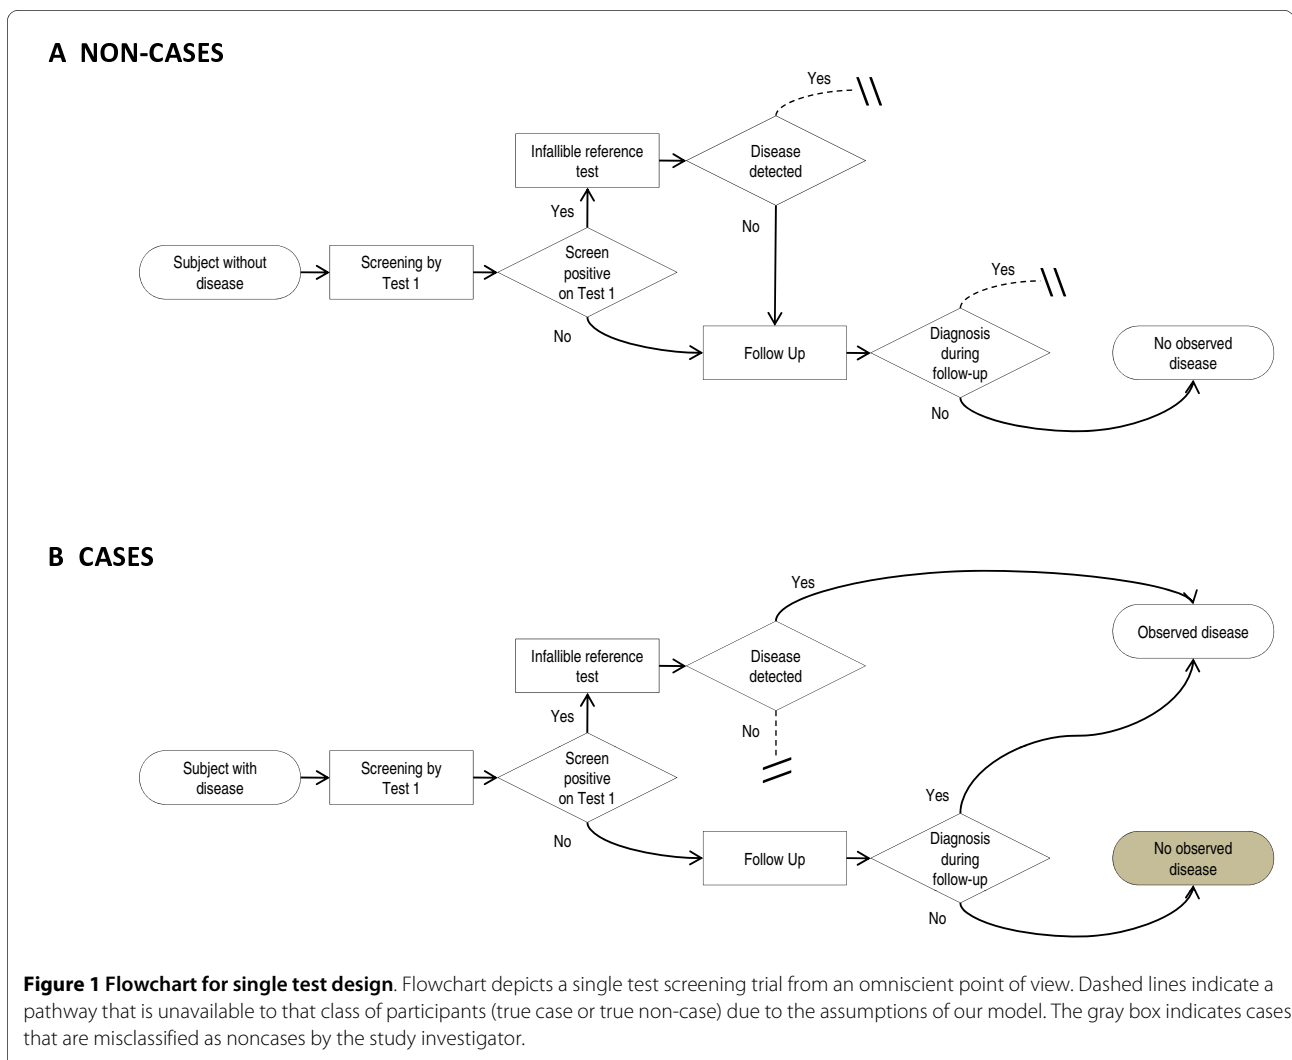 A NON-CASES
Yes
Infallible reference
test
Disease
detected
Yes
No
Subject without
disease
Screening by
Test 1
Screen
positive
on Test 1
Yes
No
Follow Up
Diagnosis
during
follow-up
No observed
disease
No
B CASES
Yes
Observed disease
Infallible reference
test
Disease
detected
Yes
No
Subject with
disease
Screening by
Test 1
Screen
positive
on Test 1
Yes
No
Follow Up
Diagnosis
during
follow-up
No observed
disease
No
Figure 1 Flowchart for single test design. Flowchart depicts a single test screening trial from an omniscient point of view. Dashed lines indicate a
pathway that is unavailable to that class of participants (true case or true non-case) due to the assumptions of our model. The gray box indicates cases
that are misclassified as noncases by the study investigator.